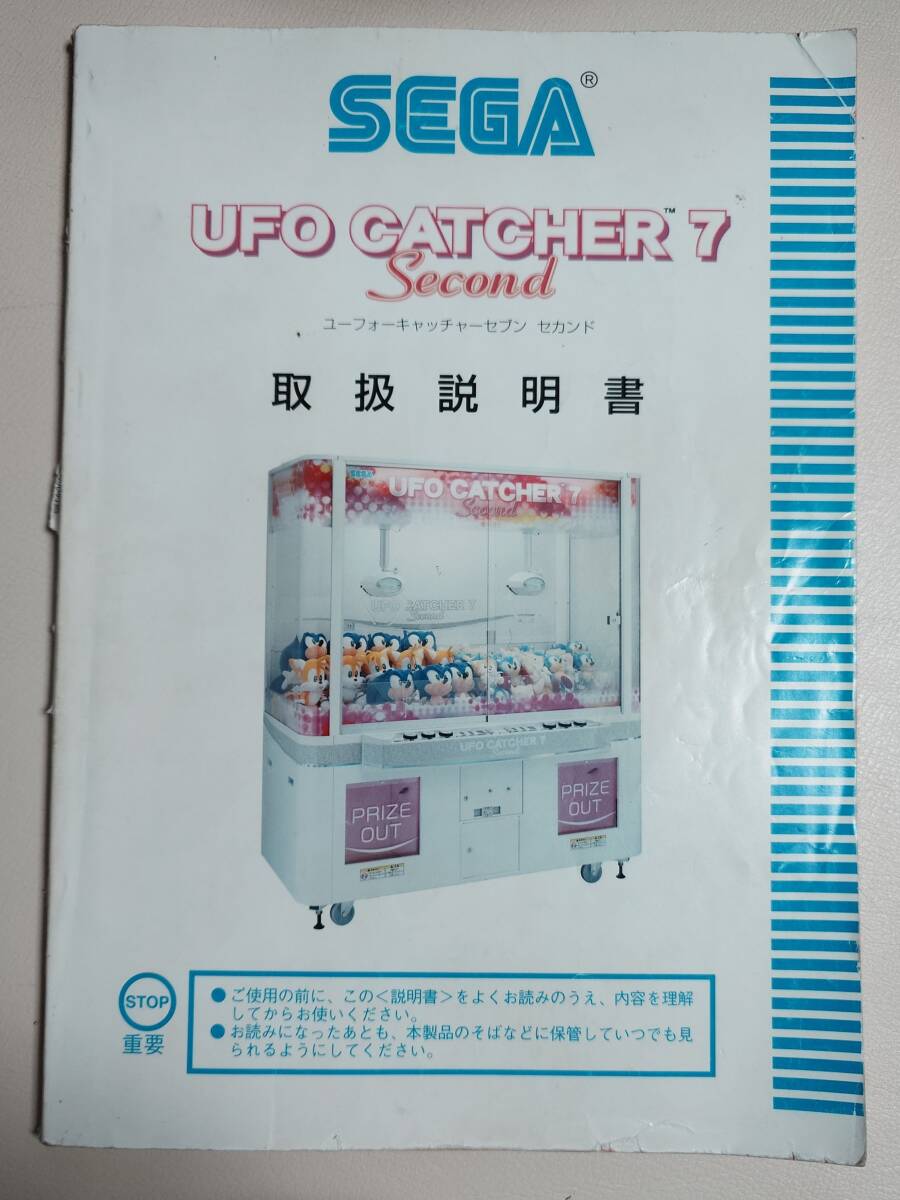 SEGA®
UFO CATCHER™ 7
Second
ユーフォーキャッチャーセブン セカンド
取扱説明書
SEGA
UFO CATCHER 7
Second
UFO CATCHER 7
Second
UFO CATCHER 7
Second
PRIZE
OUT
PRIZE
OUT
STOP
重要
●ご使用の前に、この<説明書>をよくお読みのうえ、内容を理解
してからお使いください。
●お読みになったあとも、本製品のそばなどに保管していつでも見
られるようにしてください。